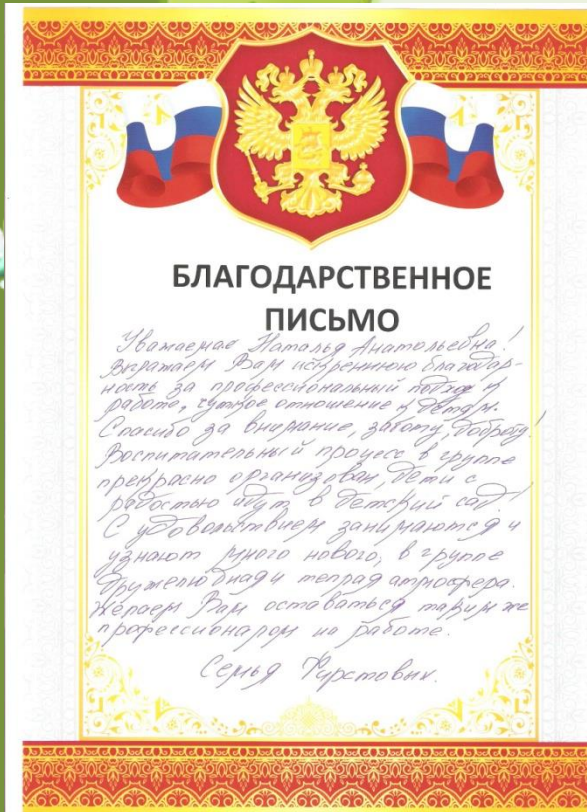 БЛАГОДАРСТВЕННОЕ
ПИСЬМО
Уважаемая Наталья Анатольевна!
Выражаем Вам искреннюю благодар-
ность за профессиональный подход к
работе, чуткое отношение к детям.
Спасибо за внимание, заботу, доброту!
Воспитательный процесс в группе
прекрасно организован, дети с
радостью идут в детский сад!
С удовольствием занимаются и
узнают много нового, в группе
дружелюбная и теплая атмосфера.
Желаем Вам оставаться таким же
профессионалом на работе.
Семья